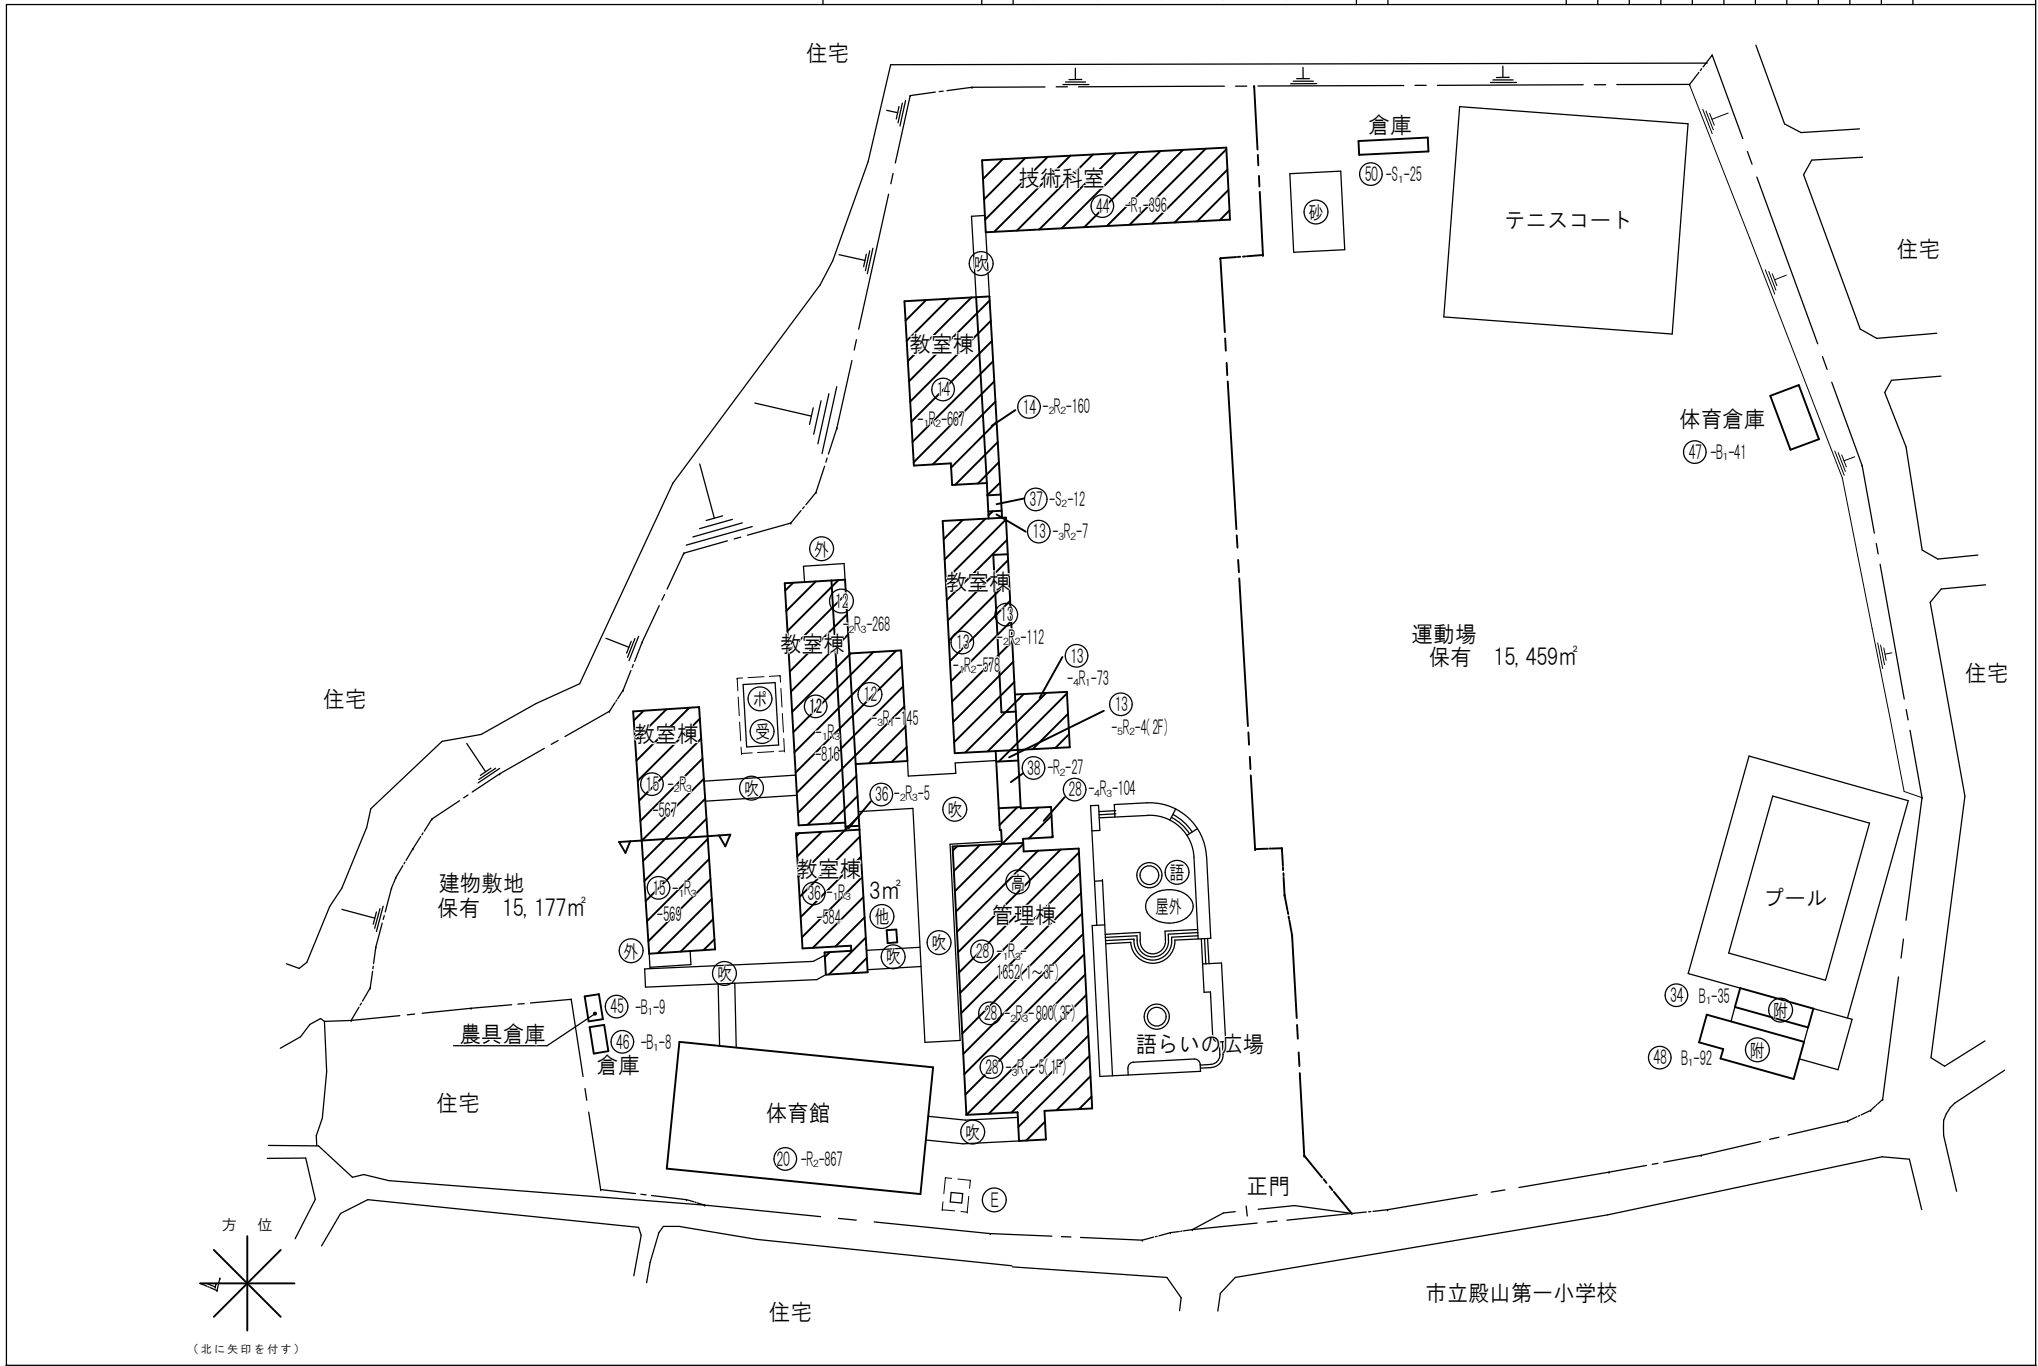 住宅
倉庫
㊿ -S₁-25
技術科室
㊹ -R₁-396
砂
テニスコート
住宅
吹
教室棟
⑭
-₁R₂-667
⑭ -₂R₂-160
体育倉庫
㊼ -B₁-41
㊲ -S₂-12
⑬ -₃R₂-7
外
教室棟
⑫
-₂R₃-268
⑬
-₂R₂-112
教室棟
⑬
-₁R₂-578
運動場
保有 15,459㎡
⑬
-₄R₁-73
住宅
住宅
ポ
受
⑫
-₁R₃
-816
⑫
-₃R₁-145
⑬
-₅R₂-4(2F)
教室棟
⑮ -₂R₃
-567
吹
㊳ -R₂-27
㊱ -₂R₃-5
㉘ -₄R₃-104
吹
教室棟
㊱ -₁R₃
-584
3㎡
他
高
語
屋外
建物敷地
保有 15,177㎡
⑮ -₁R₃
-569
管理棟
㉘ -₁R₃-
1652(1～3F)
プール
外
吹
吹
吹
㉞ B₁-35
附
㊺ -B₁-9
農具倉庫
㊻ -B₁-8
倉庫
㉘ -₂R₃-800(3F)
語らいの広場
㊽ B₁-92
附
㉘ -₃R₁-5(1F)
住宅
体育館
⑳ -R₂-867
吹
E
正門
方 位
(北に矢印を付す)
住宅
市立殿山第一小学校